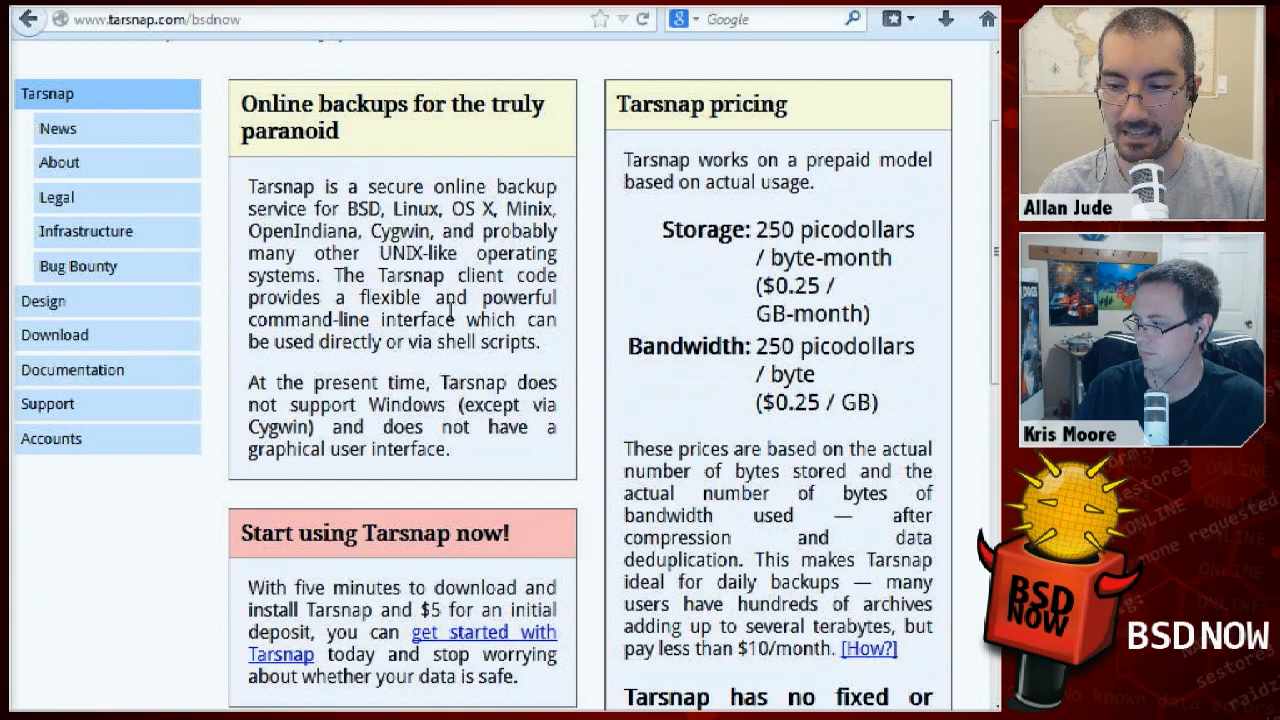 www.tarsnap.com/bsdnow
Google
Tarsnap
News
About
Legal
Infrastructure
Bug Bounty
Design
Download
Documentation
Support
Accounts
Online backups for the truly
paranoid
Tarsnap is a secure online backup
service for BSD, Linux, OS X, Minix,
OpenIndiana, Cygwin, and probably
many other UNIX-like operating
systems. The Tarsnap client code
provides a flexible and powerful
command-line interface which can
be used directly or via shell scripts.
At the present time, Tarsnap does
not support Windows (except via
Cygwin) and does not have a
graphical user interface.
Start using Tarsnap now!
With five minutes to download and
install Tarsnap and $5 for an initial
deposit, you can get started with
Tarsnap today and stop worrying
about whether your data is safe.
Tarsnap pricing
Tarsnap works on a prepaid model
based on actual usage.
Storage: 250 picodollars
/ byte-month
($0.25 /
GB-month)
Bandwidth: 250 picodollars
/ byte
($0.25 / GB)
These prices are based on the actual
number of bytes stored and the
actual number of bytes of
bandwidth used — after
compression and data
deduplication. This makes Tarsnap
ideal for daily backups — many
users have hundreds of archives
adding up to several terabytes, but
pay less than $10/month. [How?]
Tarsnap has no fixed or
Allan Jude
Kris Moore
BSD
NOW
BSD NOW
ONLINE
estore3
ONLINE
none requested
ONLINE
ONLINE
No known data